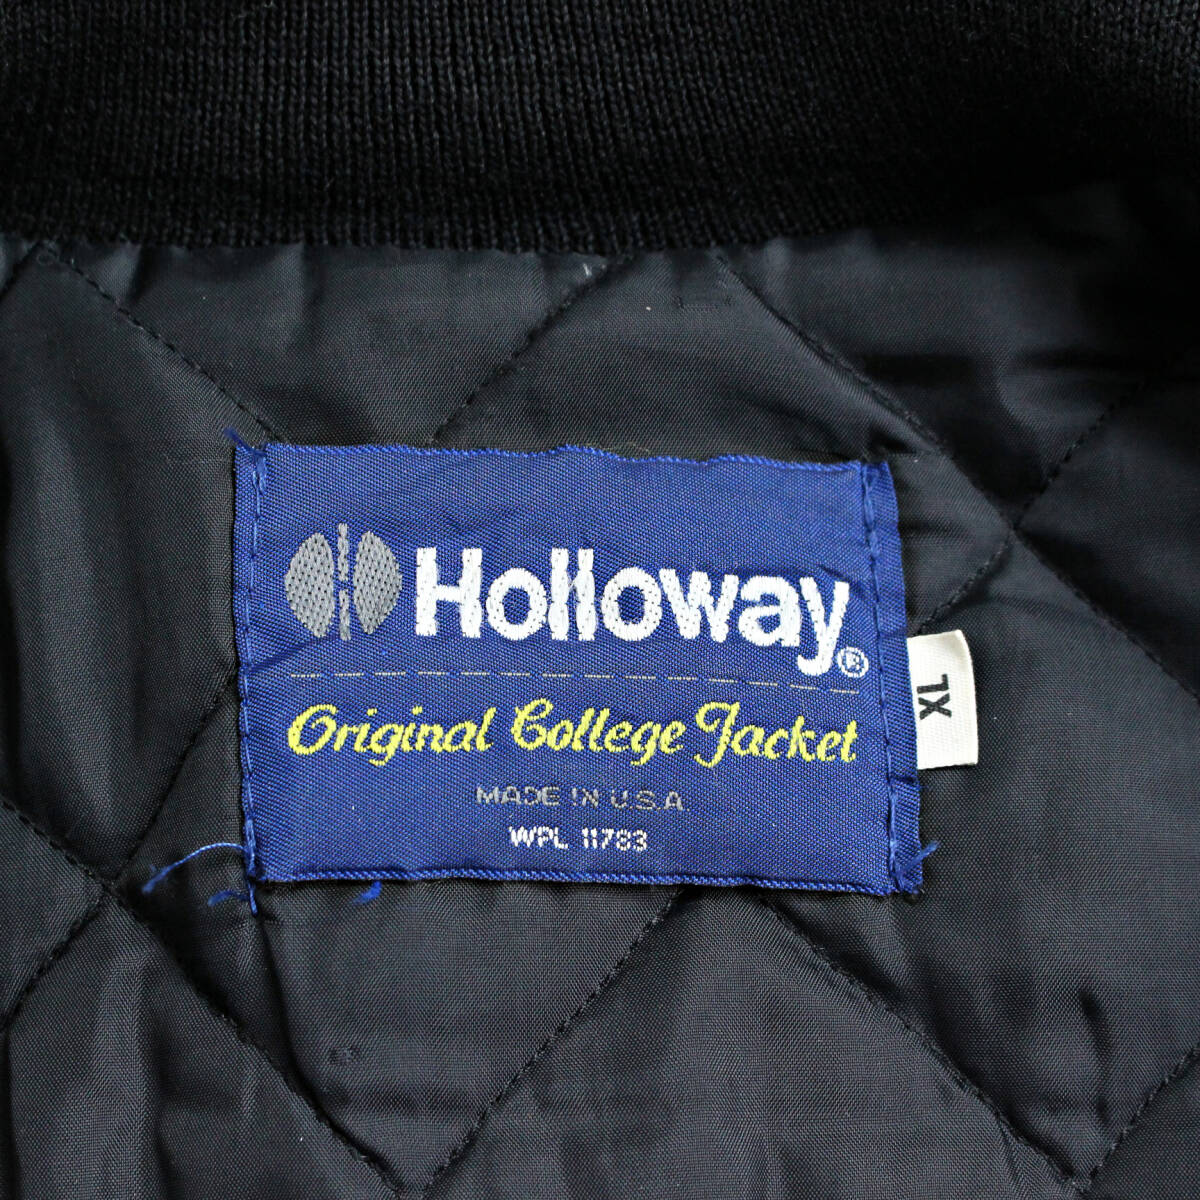 Holloway®
Original College Jacket
MADE IN U.S.A.
WPL 11783
XL